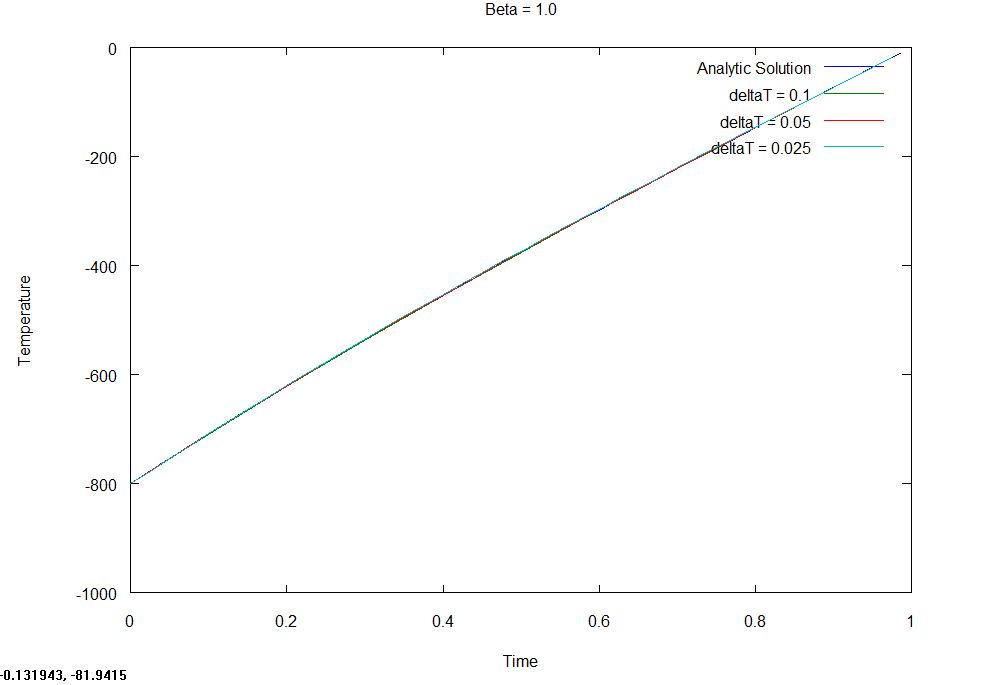 Beta = 1.0
0
Analytic Solution
deltaT = 0.1
deltaT = 0.05
deltaT = 0.025
-200
-400
Temperature
-600
-800
-1000
0 0.2 0.4 0.6 0.8 1
Time
-0.131943, -81.9415